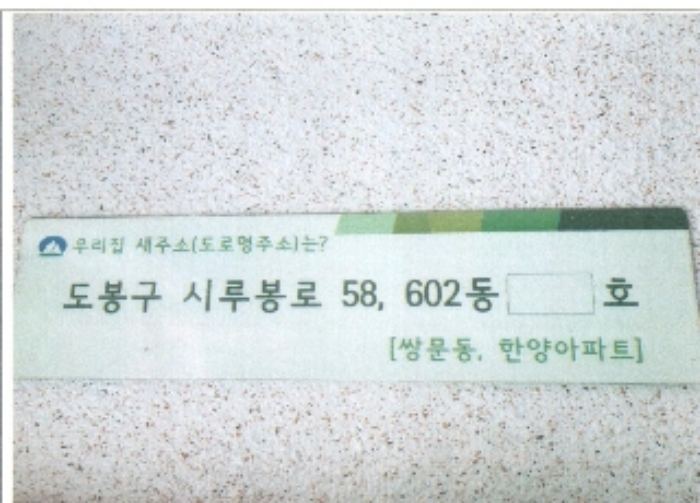 우리집 새주소(도로명주소)는?
도봉구 시루봉로 58, 602동 호
[쌍문동, 한양아파트]